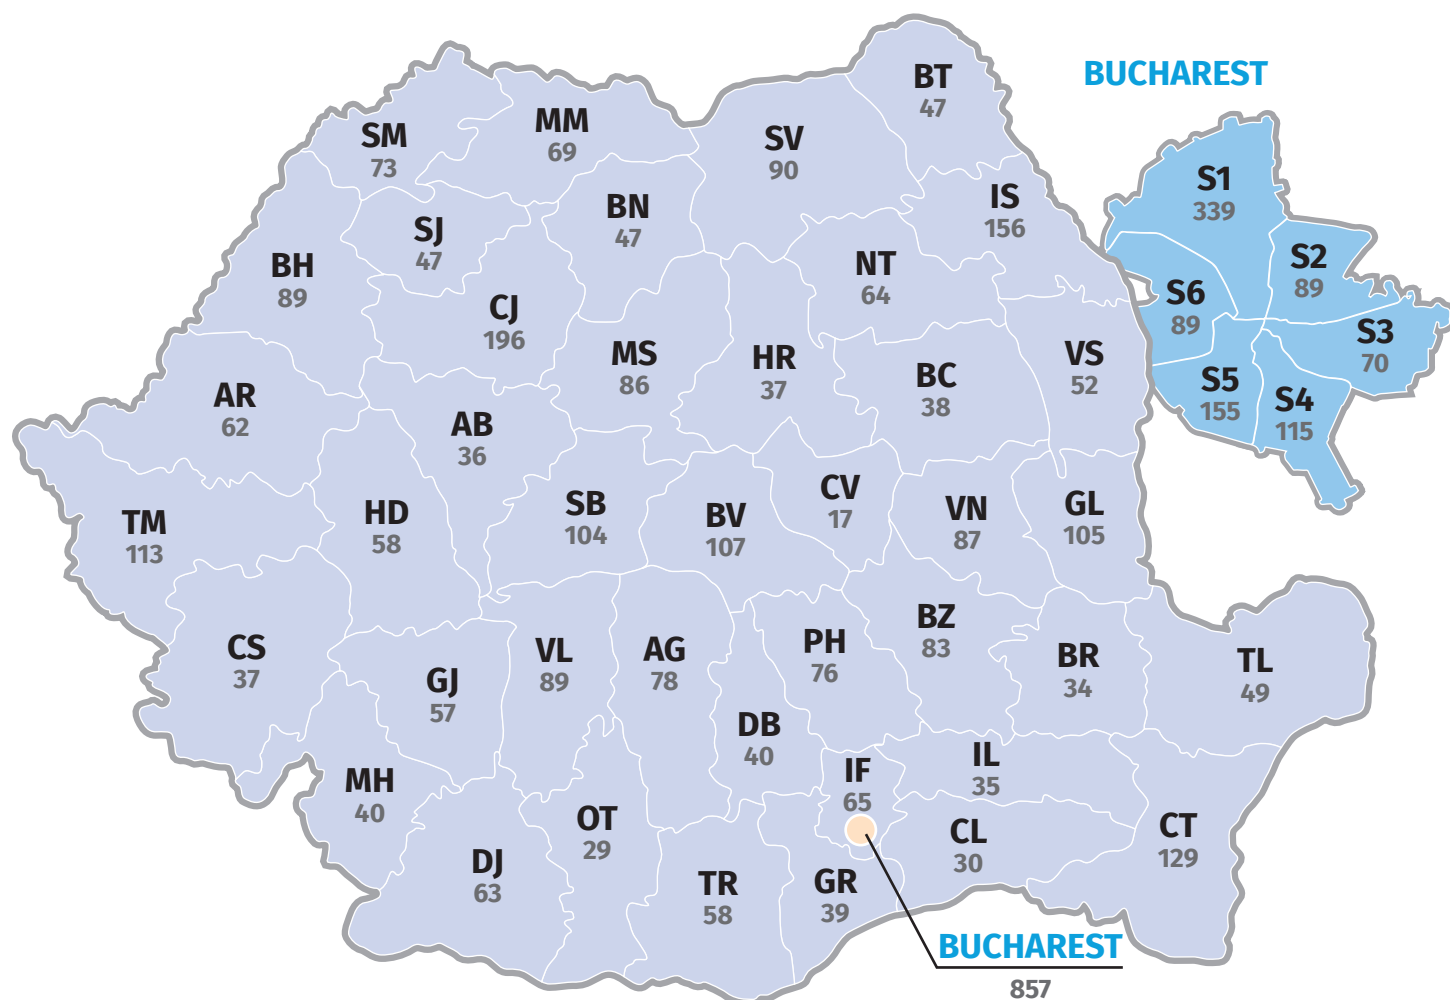 BT
47
BUCHAREST
SM
73
MM
69
SV
90
S1
339
IS
156
BN
47
SJ
47
BH
89
NT
64
S2
89
S6
89
CJ
196
S3
70
MS
86
HR
37
BC
38
VS
52
S5
155
S4
115
AR
62
AB
36
TM
113
HD
58
SB
104
BV
107
CV
17
VN
87
GL
105
CS
37
GJ
57
VL
89
AG
78
PH
76
BZ
83
BR
34
TL
49
DB
40
MH
40
IF
65
IL
35
OT
29
CL
30
CT
129
DJ
63
TR
58
GR
39
BUCHAREST
857